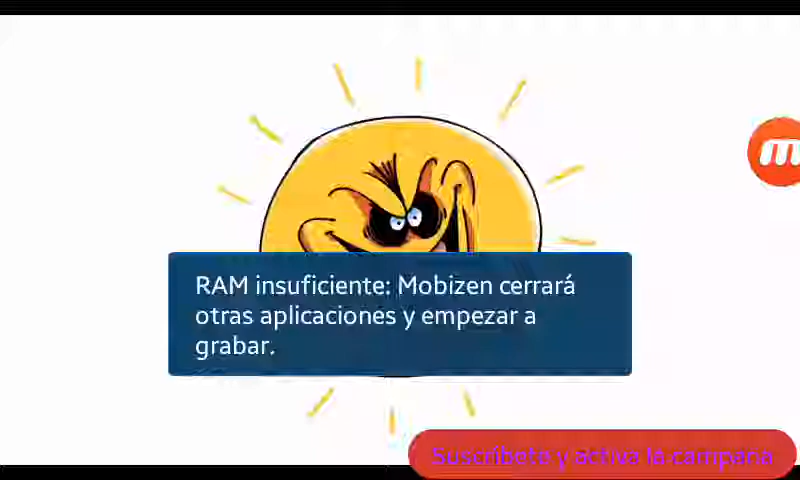 RAM insuficiente: Mobizen cerrará
otras aplicaciones y empezar a
grabar.
Suscríbete y activa la campana